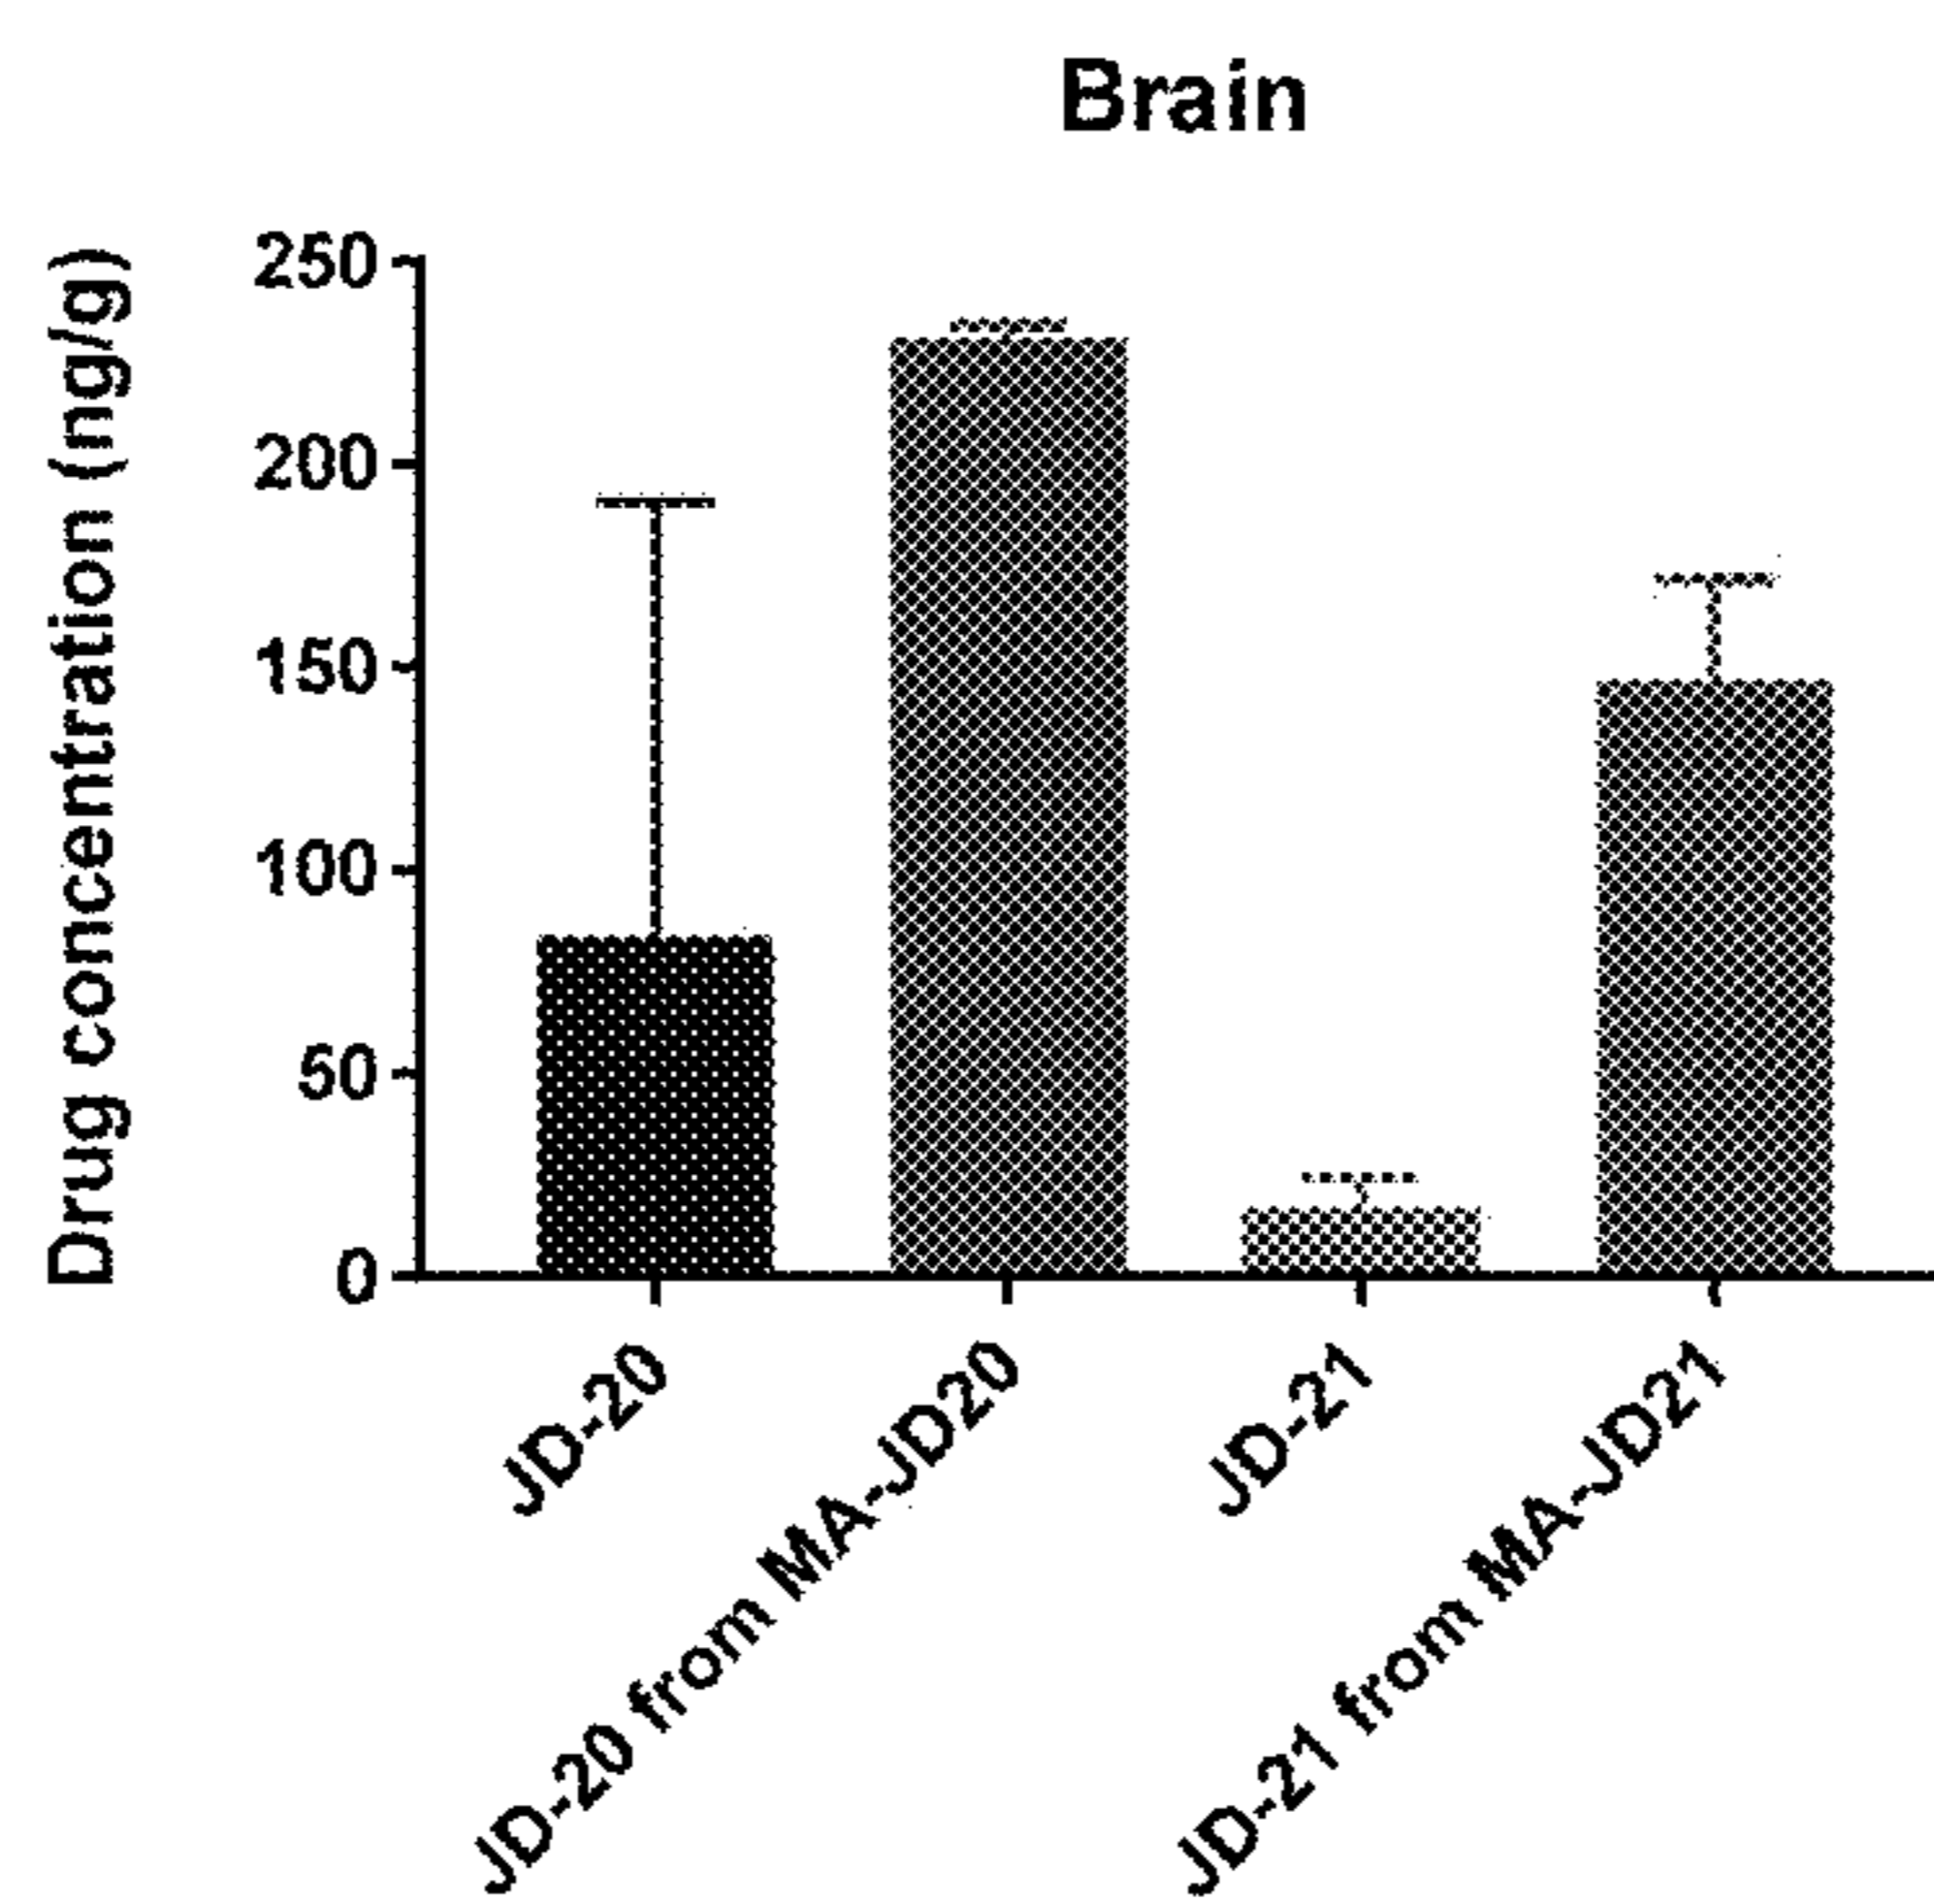 Brain
Drug concentration (ng/g)
250
200
150
100
50
0
JD-20
JD-20 from MA-JD20
JD-21
JD-21 from MA-JD21